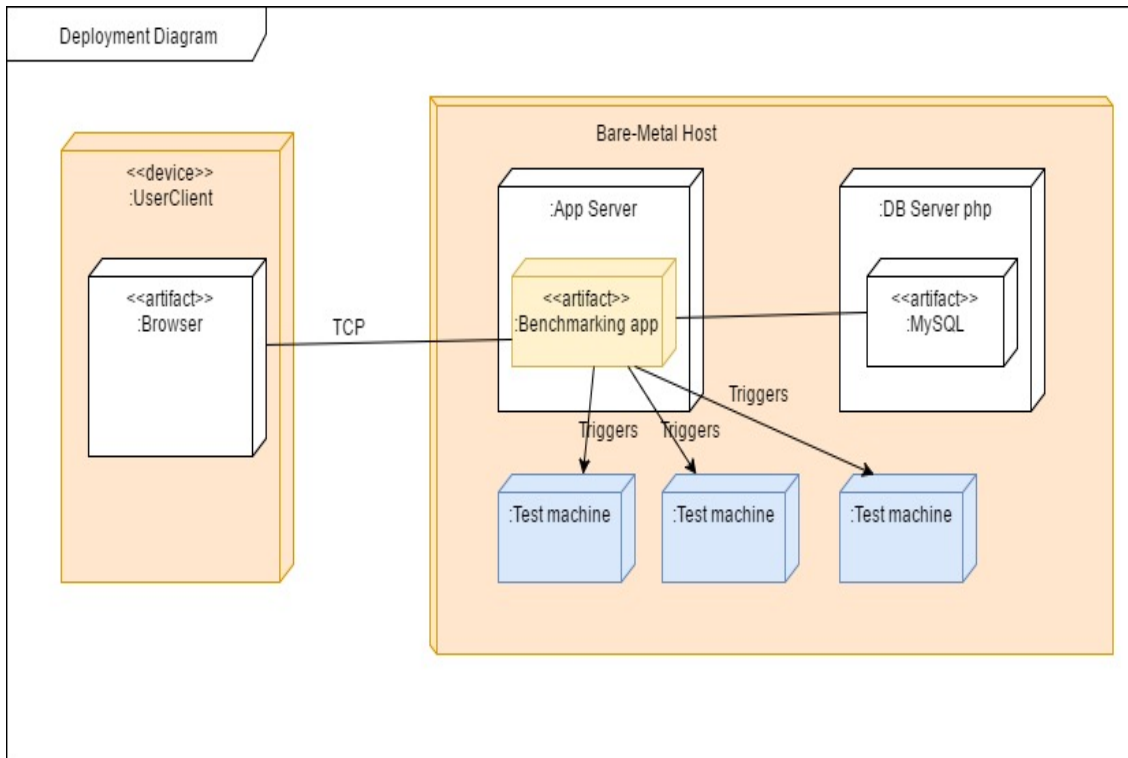 Deployment Diagram
Bare-Metal Host
<<device>>
:UserClient
:App Server
:DB Server php
<<artifact>>
:Browser
TCP
<<artifact>>
:Benchmarking app
<<artifact>>
:MySQL
Triggers
Triggers
Triggers
:Test machine
:Test machine
:Test machine